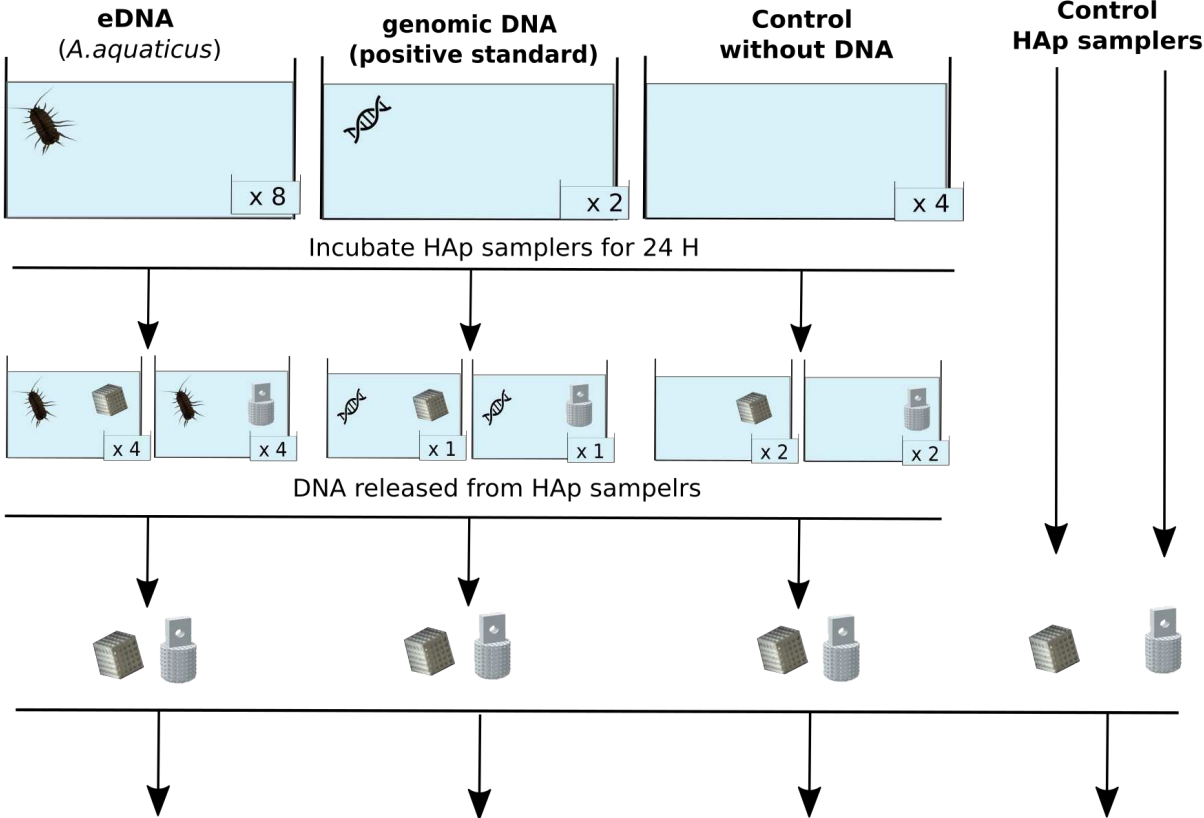 eDNA
(A.aquaticus)
genomic DNA
(positive standard)
Control
without DNA
Control
HAp samplers
x 8
x 2
x 4
Incubate HAp samplers for 24 H
x 4
x 4
x 1
x 1
x 2
x 2
DNA released from HAp sampelrs